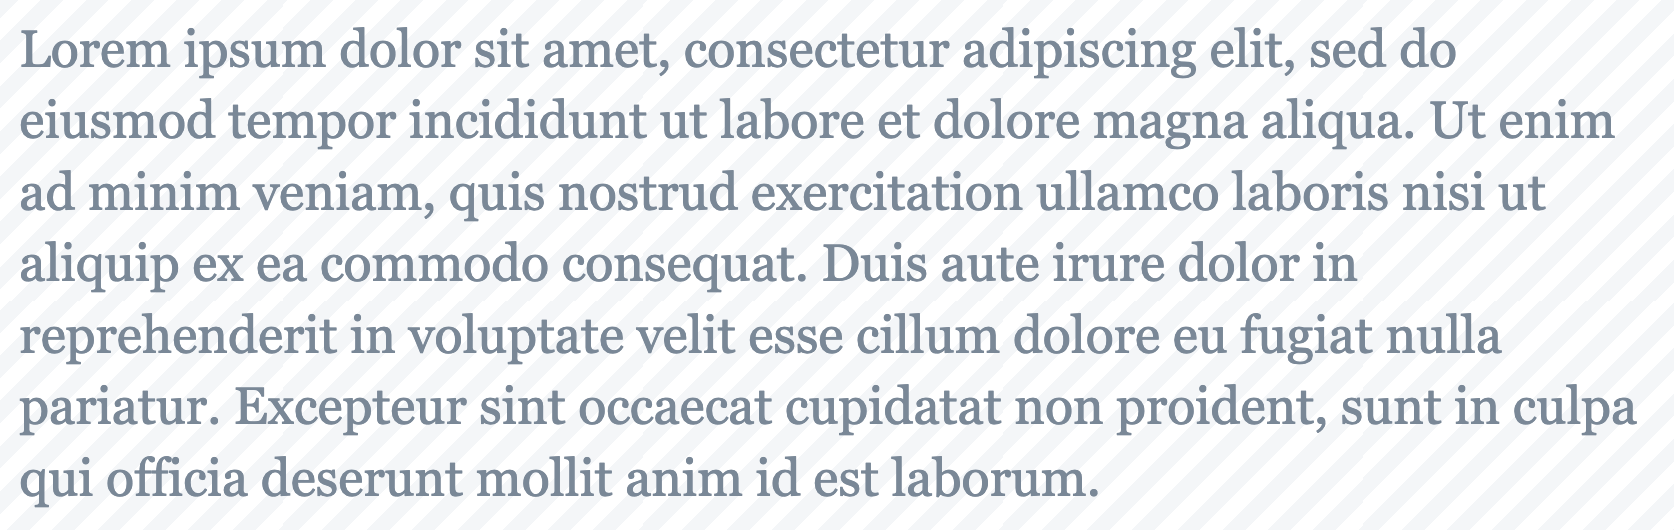 Lorem ipsum dolor sit amet, consectetur adipiscing elit, sed do
eiusmod tempor incididunt ut labore et dolore magna aliqua. Ut enim
ad minim veniam, quis nostrud exercitation ullamco laboris nisi ut
aliquip ex ea commodo consequat. Duis aute irure dolor in
reprehenderit in voluptate velit esse cillum dolore eu fugiat nulla
pariatur. Excepteur sint occaecat cupidatat non proident, sunt in culpa
qui officia deserunt mollit anim id est laborum.